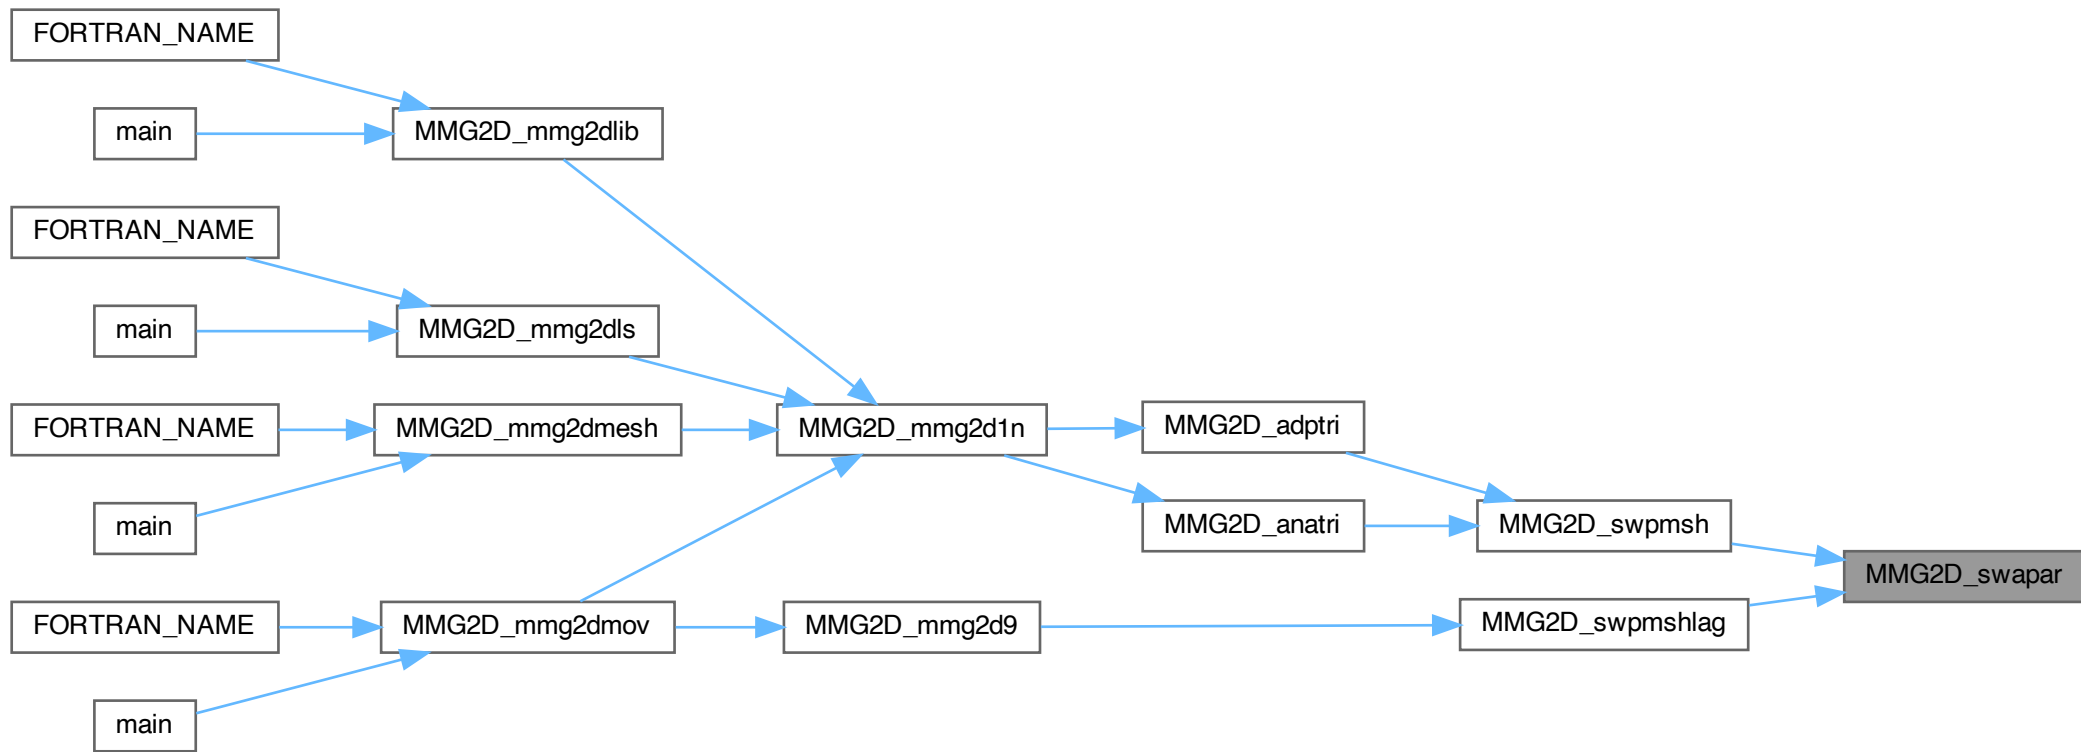 FORTRAN_NAME
main
MMG2D_mmg2dlib
FORTRAN_NAME
main
MMG2D_mmg2dls
FORTRAN_NAME
MMG2D_mmg2dmesh
MMG2D_mmg2d1n
MMG2D_adptri
main
MMG2D_anatri
MMG2D_swpmsh
MMG2D_swapar
FORTRAN_NAME
MMG2D_mmg2dmov
MMG2D_mmg2d9
MMG2D_swpmshlag
main